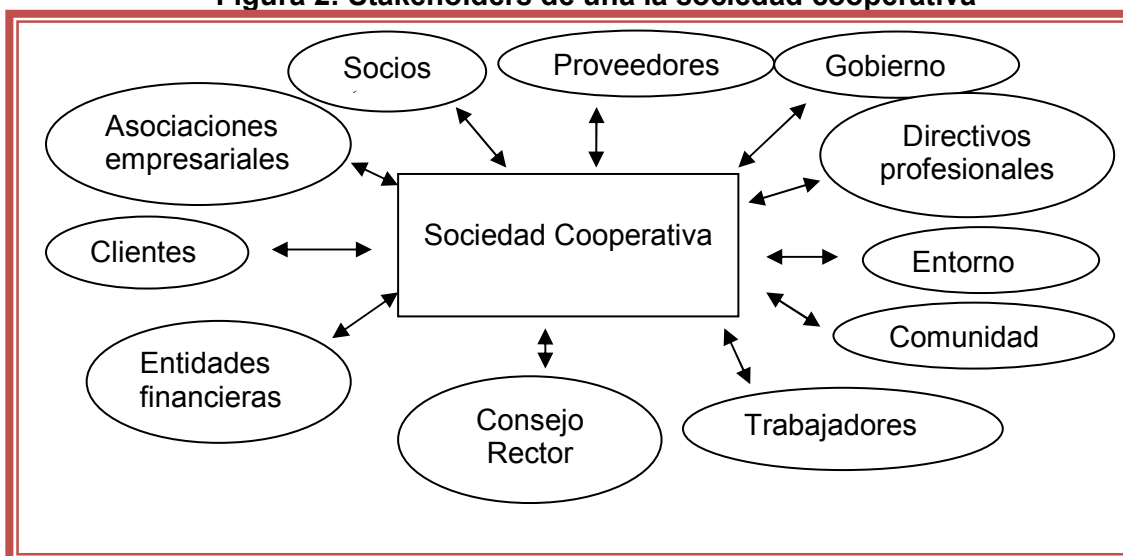 Figura 2. Stakeholders de una la sociedad cooperativa
Socios
Proveedores
Gobierno
Asociaciones
empresariales
Directivos
profesionales
Sociedad Cooperativa
Clientes
Entorno
Comunidad
Entidades
financieras
Consejo
Rector
Trabajadores